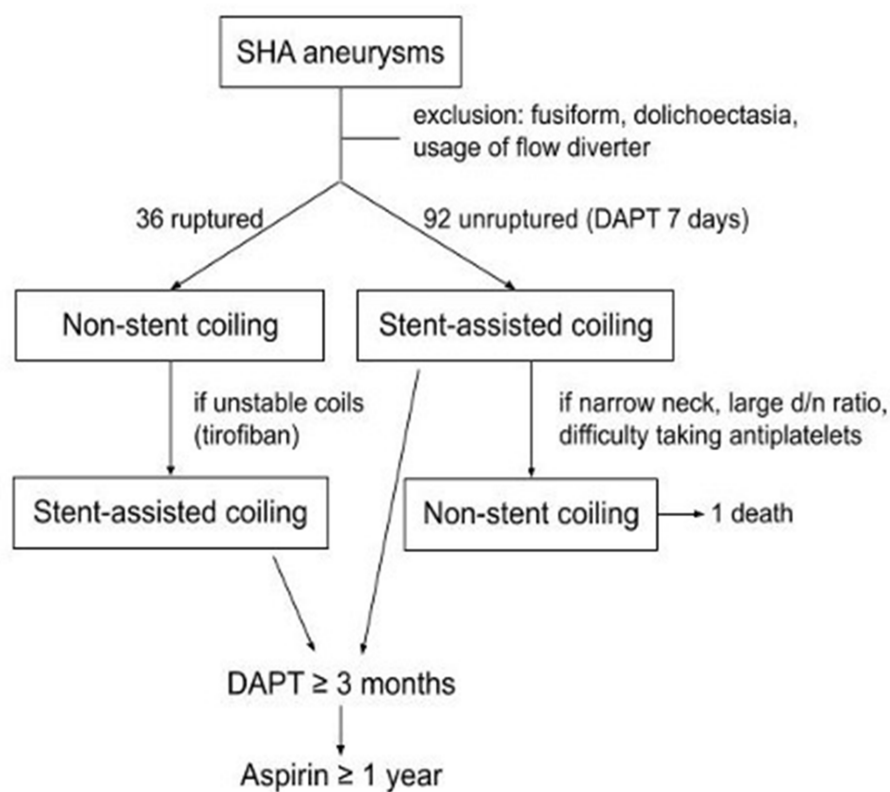 SHA aneurysms
exclusion: fusiform, dolichoectasia,
usage of flow diverter
36 ruptured
92 unruptured (DAPT 7 days)
Non-stent coiling
Stent-assisted coiling
if unstable coils
(tirofiban)
if narrow neck, large d/n ratio,
difficulty taking antiplatelets
Stent-assisted coiling
Non-stent coiling
1 death
DAPT ≥ 3 months
Aspirin ≥ 1 year